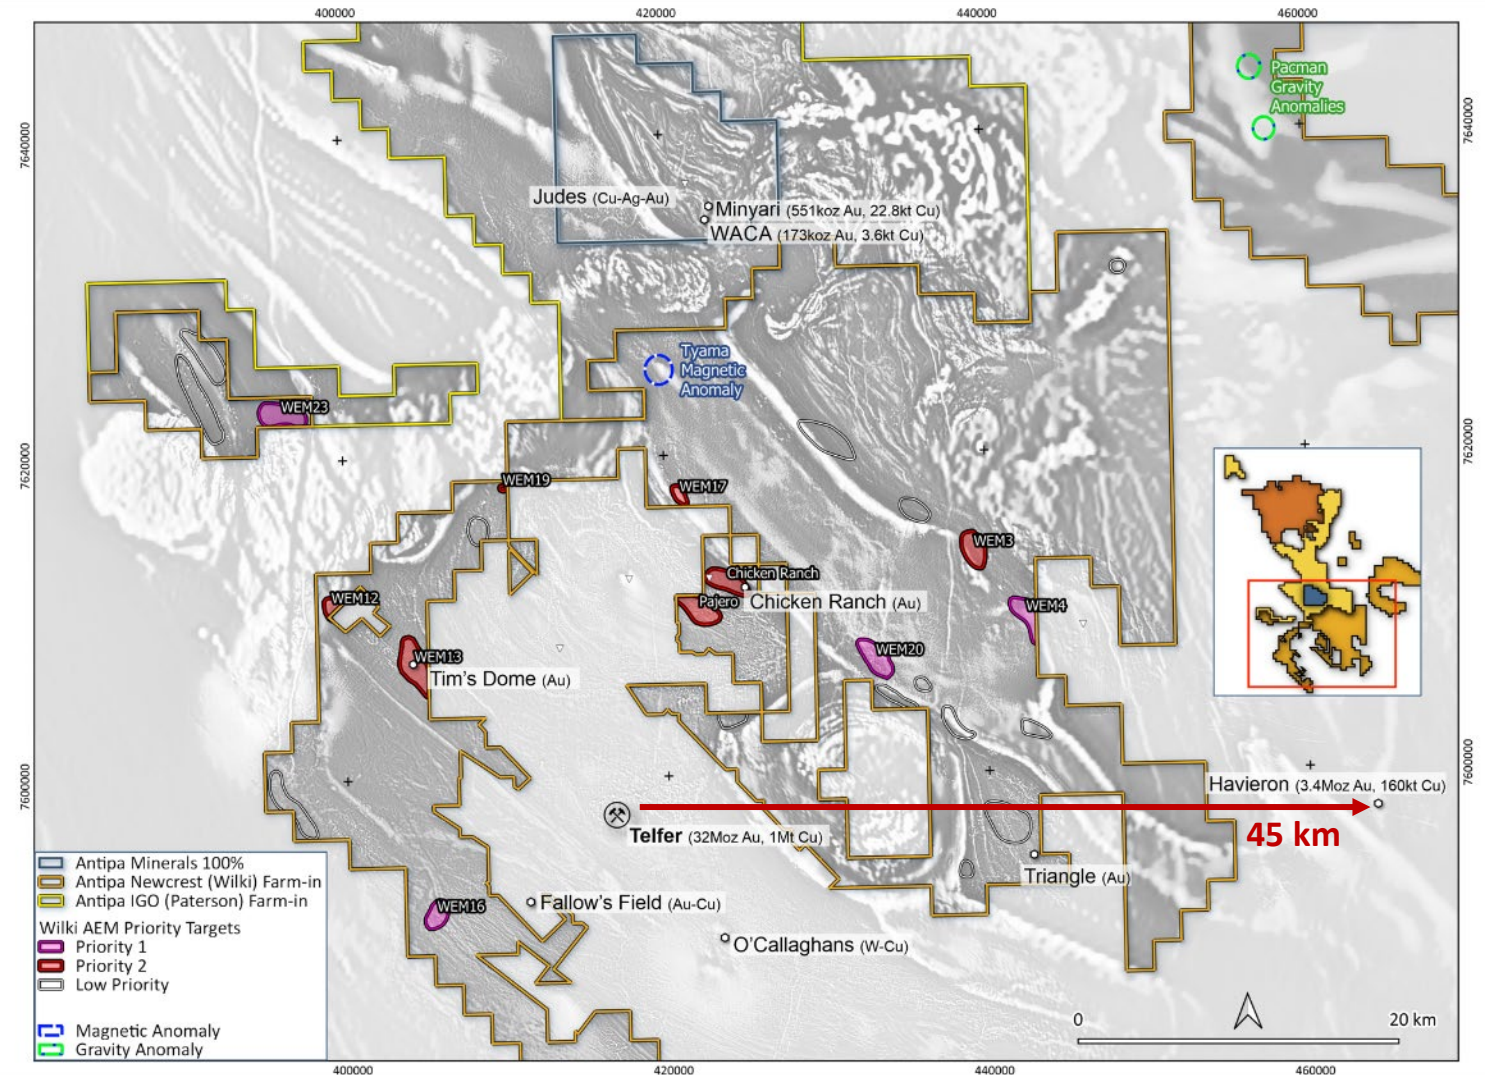 400000 420000 440000 460000
7640000 7640000
7620000 7620000
7600000 7600000
Pacman
Gravity
Anomalies
Judes (Cu-Ag-Au)
Minyari (551koz Au, 22.8kt Cu)
WACA (173koz Au, 3.6kt Cu)
Tyama
Magnetic
Anomaly
WEM23
WEM19
WEM17
WEM3
Chicken Ranch
Chicken Ranch (Au)
Pajero
WEM12
WEM4
WEM13
Tim's Dome (Au)
WEM20
Havieron (3.4Moz Au, 160kt Cu)
45 km
Telfer (32Moz Au, 1Mt Cu)
Triangle (Au)
WEM16
Fallow's Field (Au-Cu)
O'Callaghans (W-Cu)
Antipa Minerals 100%
Antipa Newcrest (Wilki) Farm-in
Antipa IGO (Paterson) Farm-in
Wilki AEM Priority Targets
Priority 1
Priority 2
Low Priority
Magnetic Anomaly
Gravity Anomaly
0 20 km
400000 420000 440000 460000